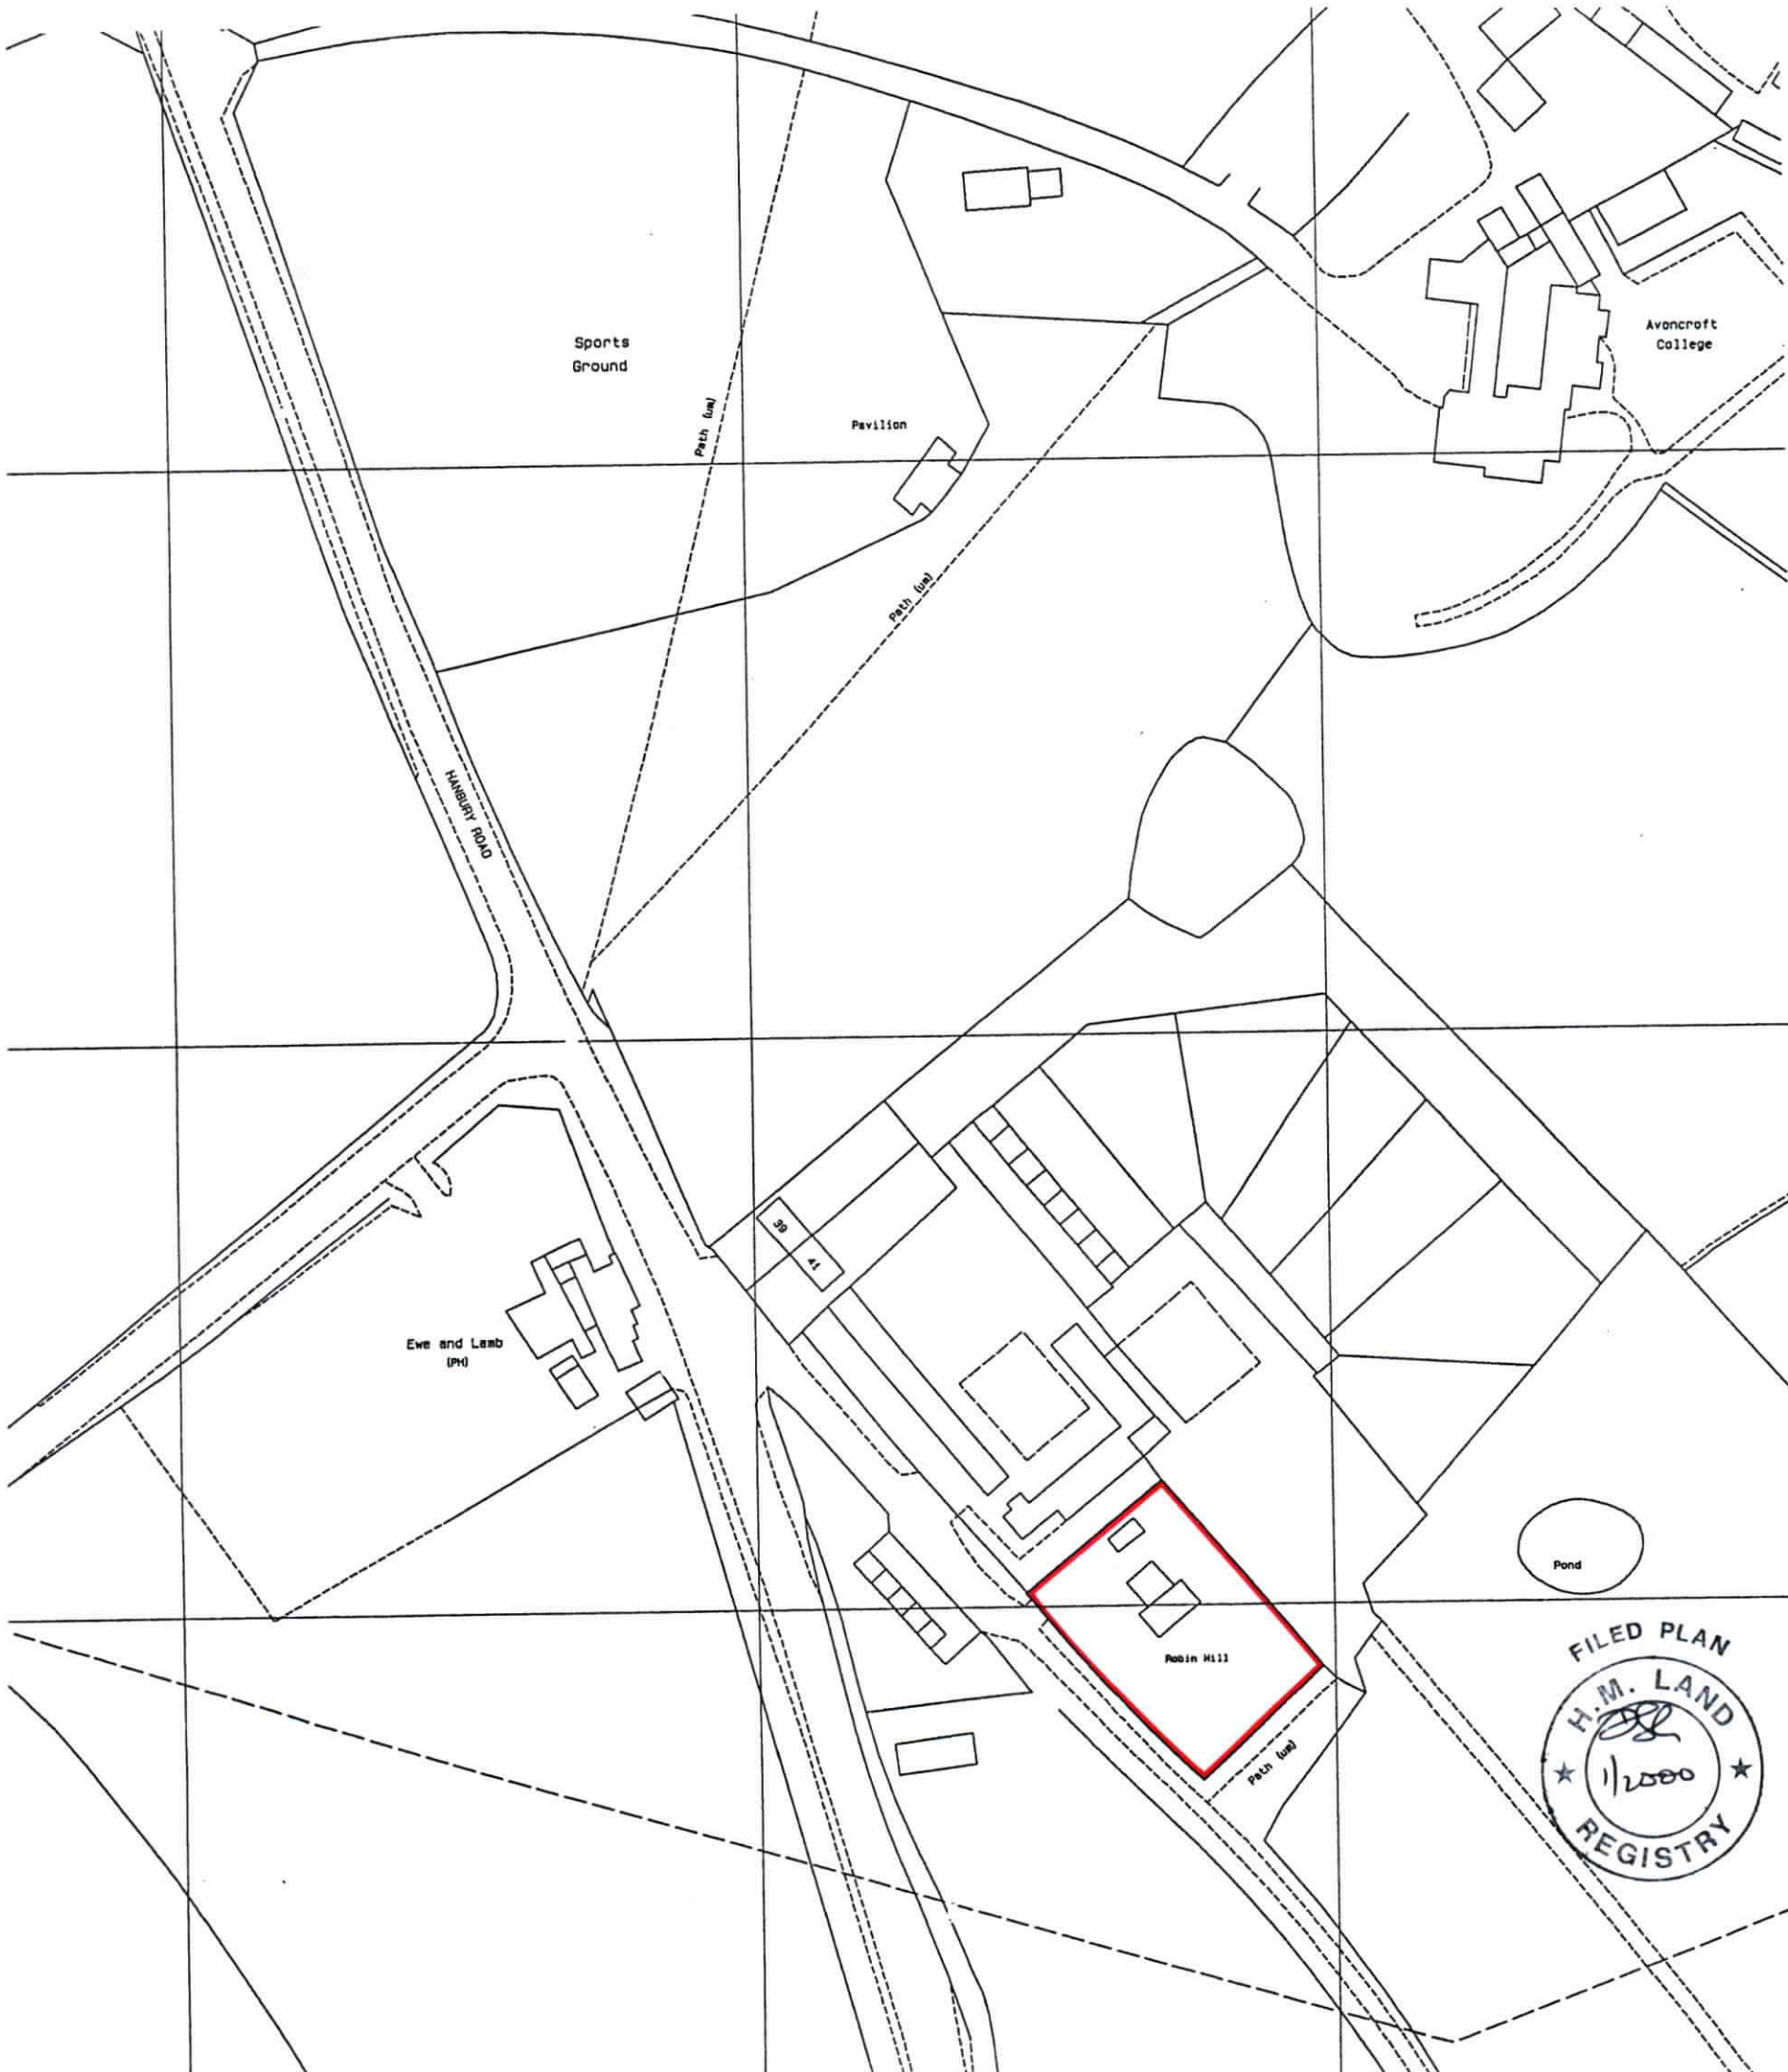 Avoncroft
College
Sports
Ground
Path (um)
Pavilion
Path (um)
HANBURY ROAD
39
41
Ewe and Lamb
(PH)
Pond
Robin Hill
Path (um)
FILED PLAN
H.M. LAND
1/2000
REGISTRY